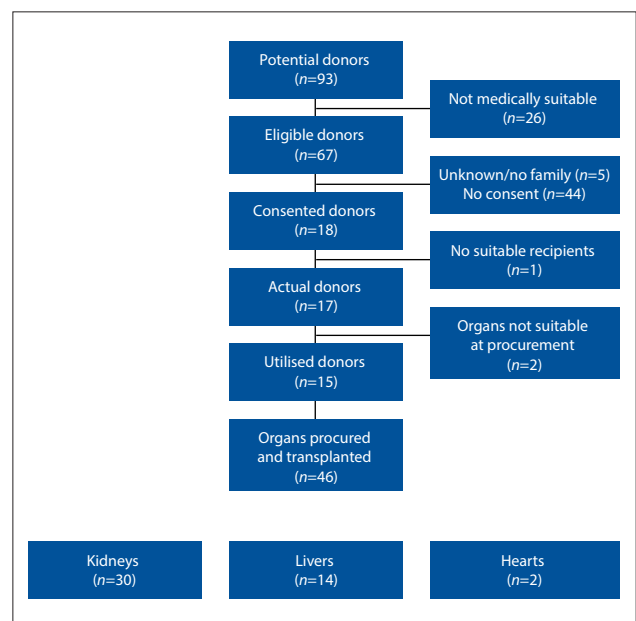 Potential donors
(n=93)
Not medically suitable
(n=26)
Eligible donors
(n=67)
Unknown/no family (n=5)
No consent (n=44)
Consented donors
(n=18)
No suitable recipients
(n=1)
Actual donors
(n=17)
Organs not suitable
at procurement
(n=2)
Utilised donors
(n=15)
Organs procured
and transplanted
(n=46)
Kidneys
(n=30)
Livers
(n=14)
Hearts
(n=2)